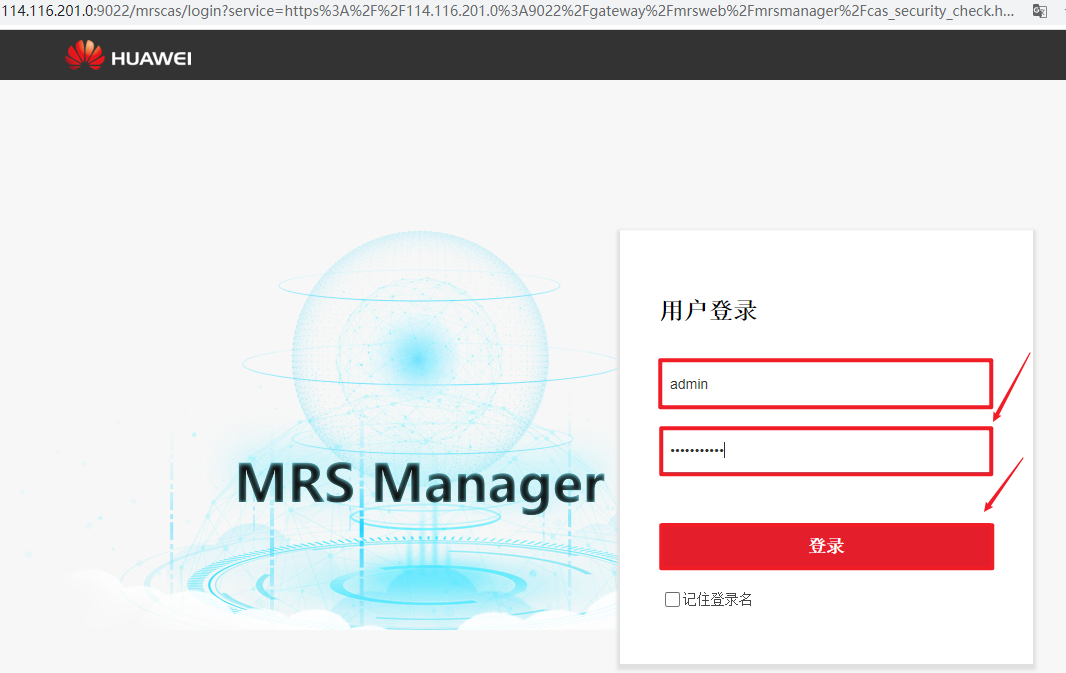 114.116.201.0:9022/mrscas/login?service=https%3A%2F%2F114.116.201.0%3A9022%2Fgateway%2Fmrsweb%2Fmrsmanager%2Fcas_security_check.h...
HUAWEI
MRS Manager
用户登录
admin
•••••••••••
登录
记住登录名